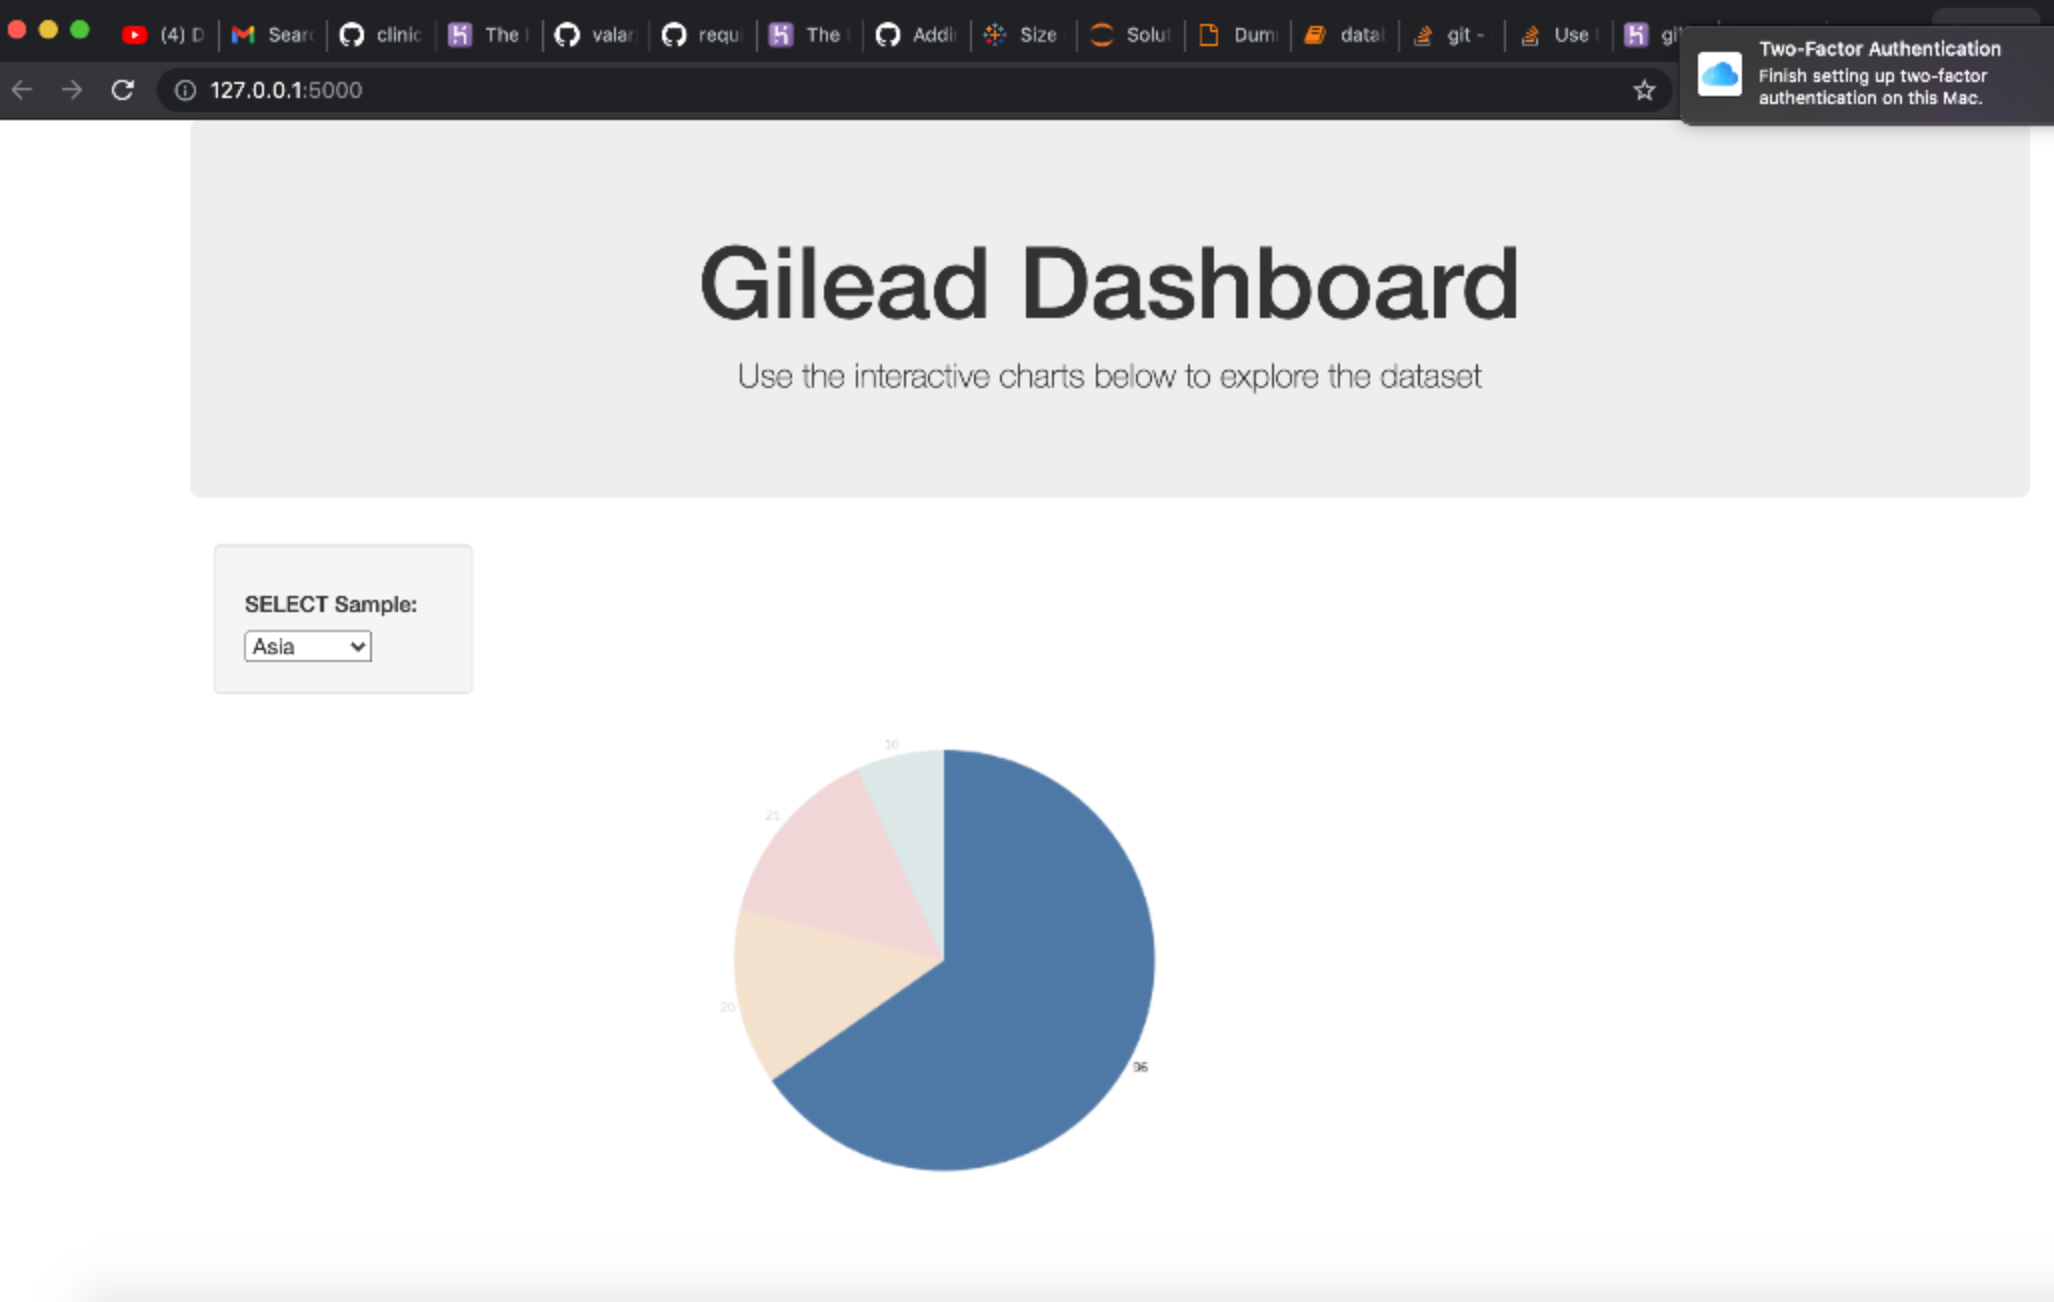 (4) D
Sear
clinic
The
valar
requ
The
Addi
Size
Solut
Dum
data
git -
Use
gi
Two-Factor Authentication
Finish setting up two-factor
authentication on this Mac.
127.0.0.1:5000
Gilead Dashboard
Use the interactive charts below to explore the dataset
SELECT Sample:
Asia
10
21
20
96